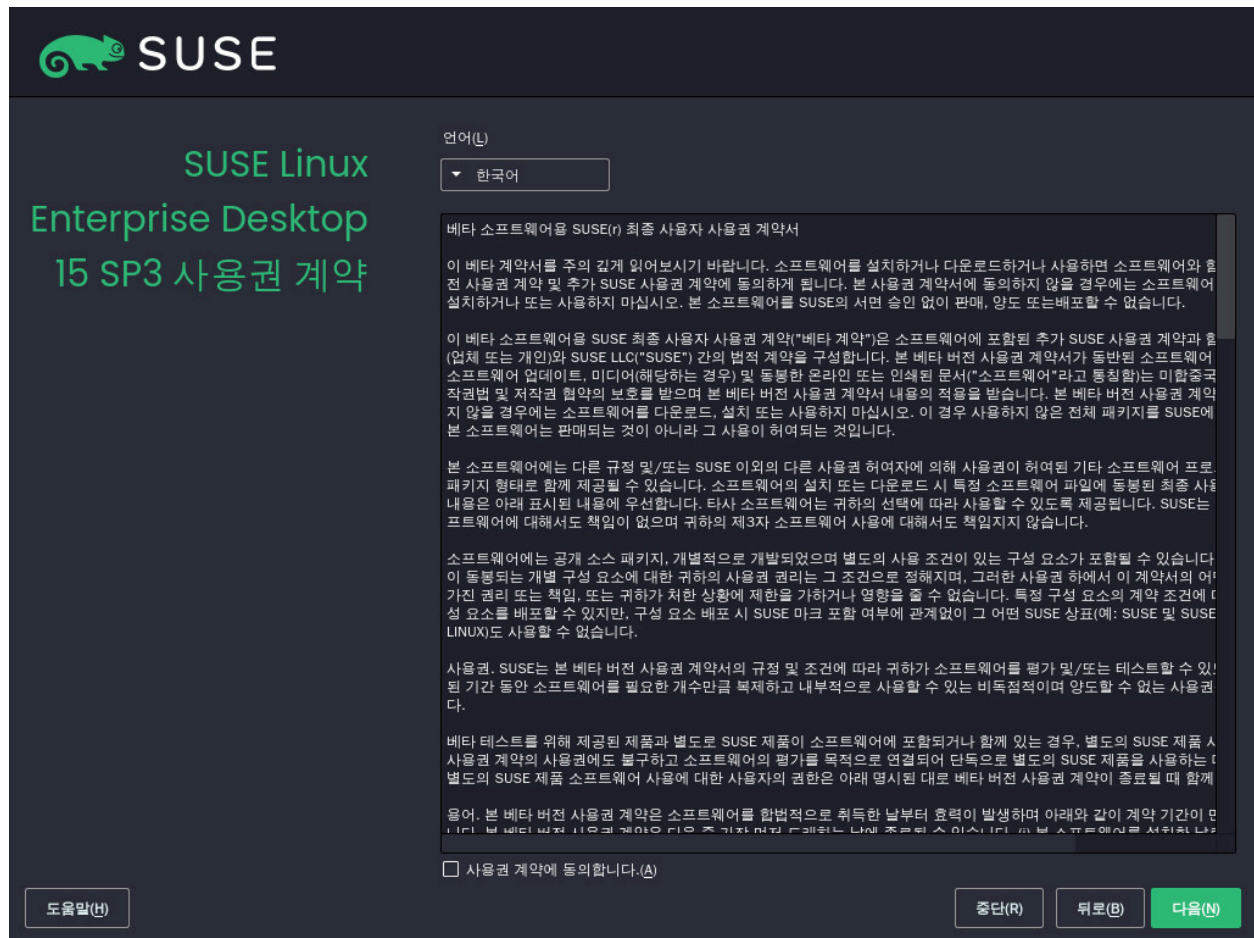 SUSE
SUSE Linux
Enterprise Desktop
15 SP3 사용권 계약
언어(L)
한국어
베타 소프트웨어용 SUSE(r) 최종 사용자 사용권 계약서
이 베타 계약서를 주의 깊게 읽어보시기 바랍니다. 소프트웨어를 설치하거나 다운로드하거나 사용하면 소프트웨어와 함
전 사용권 계약 및 추가 SUSE 사용권 계약에 동의하게 됩니다. 본 사용권 계약서에 동의하지 않을 경우에는 소프트웨어
설치하거나 또는 사용하지 마십시오. 본 소프트웨어를 SUSE의 서면 승인 없이 판매, 양도 또는배포할 수 없습니다.
이 베타 소프트웨어용 SUSE 최종 사용자 사용권 계약("베타 계약")은 소프트웨어에 포함된 추가 SUSE 사용권 계약과 함
(업체 또는 개인)와 SUSE LLC("SUSE") 간의 법적 계약을 구성합니다. 본 베타 버전 사용권 계약서가 동반된 소프트웨어
소프트웨어 업데이트, 미디어(해당하는 경우) 및 동봉한 온라인 또는 인쇄된 문서("소프트웨어"라고 통칭함)는 미합중국
작권법 및 저작권 협약의 보호를 받으며 본 베타 버전 사용권 계약서 내용의 적용을 받습니다. 본 베타 버전 사용권 계약
지 않을 경우에는 소프트웨어를 다운로드, 설치 또는 사용하지 마십시오. 이 경우 사용하지 않은 전체 패키지를 SUSE에
본 소프트웨어는 판매되는 것이 아니라 그 사용이 허여되는 것입니다.
본 소프트웨어에는 다른 규정 및/또는 SUSE 이외의 다른 사용권 허여자에 의해 사용권이 허여된 기타 소프트웨어 프로
패키지 형태로 함께 제공될 수 있습니다. 소프트웨어의 설치 또는 다운로드 시 특정 소프트웨어 파일에 동봉된 최종 사용
내용은 아래 표시된 내용에 우선합니다. 타사 소프트웨어는 귀하의 선택에 따라 사용할 수 있도록 제공됩니다. SUSE는
프트웨어에 대해서도 책임이 없으며 귀하의 제3자 소프트웨어 사용에 대해서도 책임지지 않습니다.
소프트웨어에는 공개 소스 패키지, 개별적으로 개발되었으며 별도의 사용 조건이 있는 구성 요소가 포함될 수 있습니다
이 동봉되는 개별 구성 요소에 대한 귀하의 사용권 권리는 그 조건으로 정해지며, 그러한 사용권 하에서 이 계약서의 어
가진 권리 또는 책임, 또는 귀하가 처한 상황에 제한을 가하거나 영향을 줄 수 없습니다. 특정 구성 요소의 계약 조건에
성 요소를 배포할 수 있지만, 구성 요소 배포 시 SUSE 마크 포함 여부에 관계없이 그 어떤 SUSE 상표(예: SUSE 및 SUSE
LINUX)도 사용할 수 없습니다.
사용권. SUSE는 본 베타 버전 사용권 계약서의 규정 및 조건에 따라 귀하가 소프트웨어를 평가 및/또는 테스트할 수 있
된 기간 동안 소프트웨어를 필요한 개수만큼 복제하고 내부적으로 사용할 수 있는 비독점적이며 양도할 수 없는 사용권
다.
베타 테스트를 위해 제공된 제품과 별도로 SUSE 제품이 소프트웨어에 포함되거나 함께 있는 경우, 별도의 SUSE 제품
사용권 계약의 사용권에도 불구하고 소프트웨어의 평가를 목적으로 연결되어 단독으로 별도의 SUSE 제품을 사용하는
별도의 SUSE 제품 소프트웨어 사용에 대한 사용자의 권한은 아래 명시된 대로 베타 버전 사용권 계약이 종료될 때 함께
용어. 본 베타 버전 사용권 계약은 소프트웨어를 합법적으로 취득한 날부터 효력이 발생하며 아래와 같이 계약 기간이
니다. 본 베타 버전 사용권 계약은 다음 중 가장 먼저 도래하는 날에 종료될 수 있습니다. (i) 본 소프트웨어를 설치한
사용권 계약에 동의합니다.(A)
도움말(H)
중단(R)
뒤로(B)
다음(N)